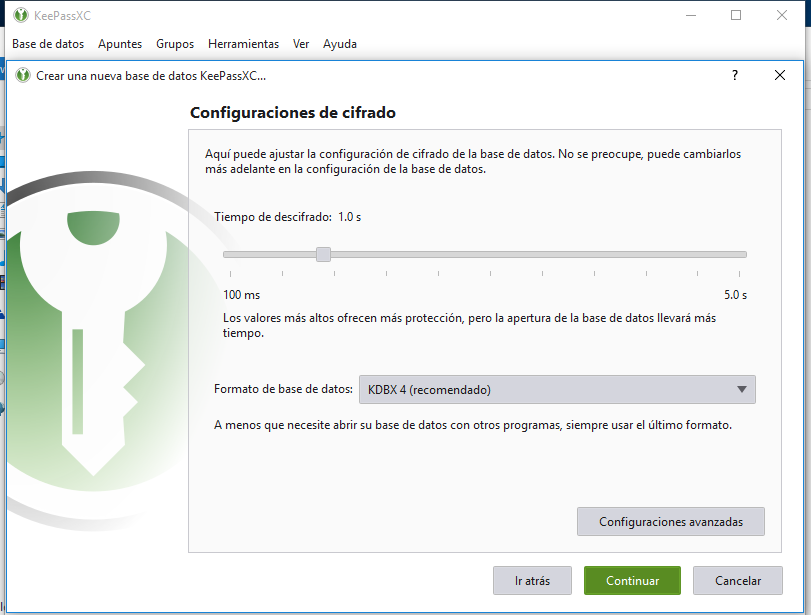 KeePassXC
Base de datos Apuntes Grupos Herramientas Ver Ayuda
Crear una nueva base de datos KeePassXC...
?
Configuraciones de cifrado
Aquí puede ajustar la configuración de cifrado de la base de datos. No se preocupe, puede cambiarlos
más adelante en la configuración de la base de datos.
Tiempo de descifrado: 1.0 s
100 ms 5.0 s
Los valores más altos ofrecen más protección, pero la apertura de la base de datos llevará más
tiempo.
Formato de base de datos: KDBX 4 (recomendado)
A menos que necesite abrir su base de datos con otros programas, siempre usar el último formato.
Configuraciones avanzadas
Ir atrás Continuar Cancelar